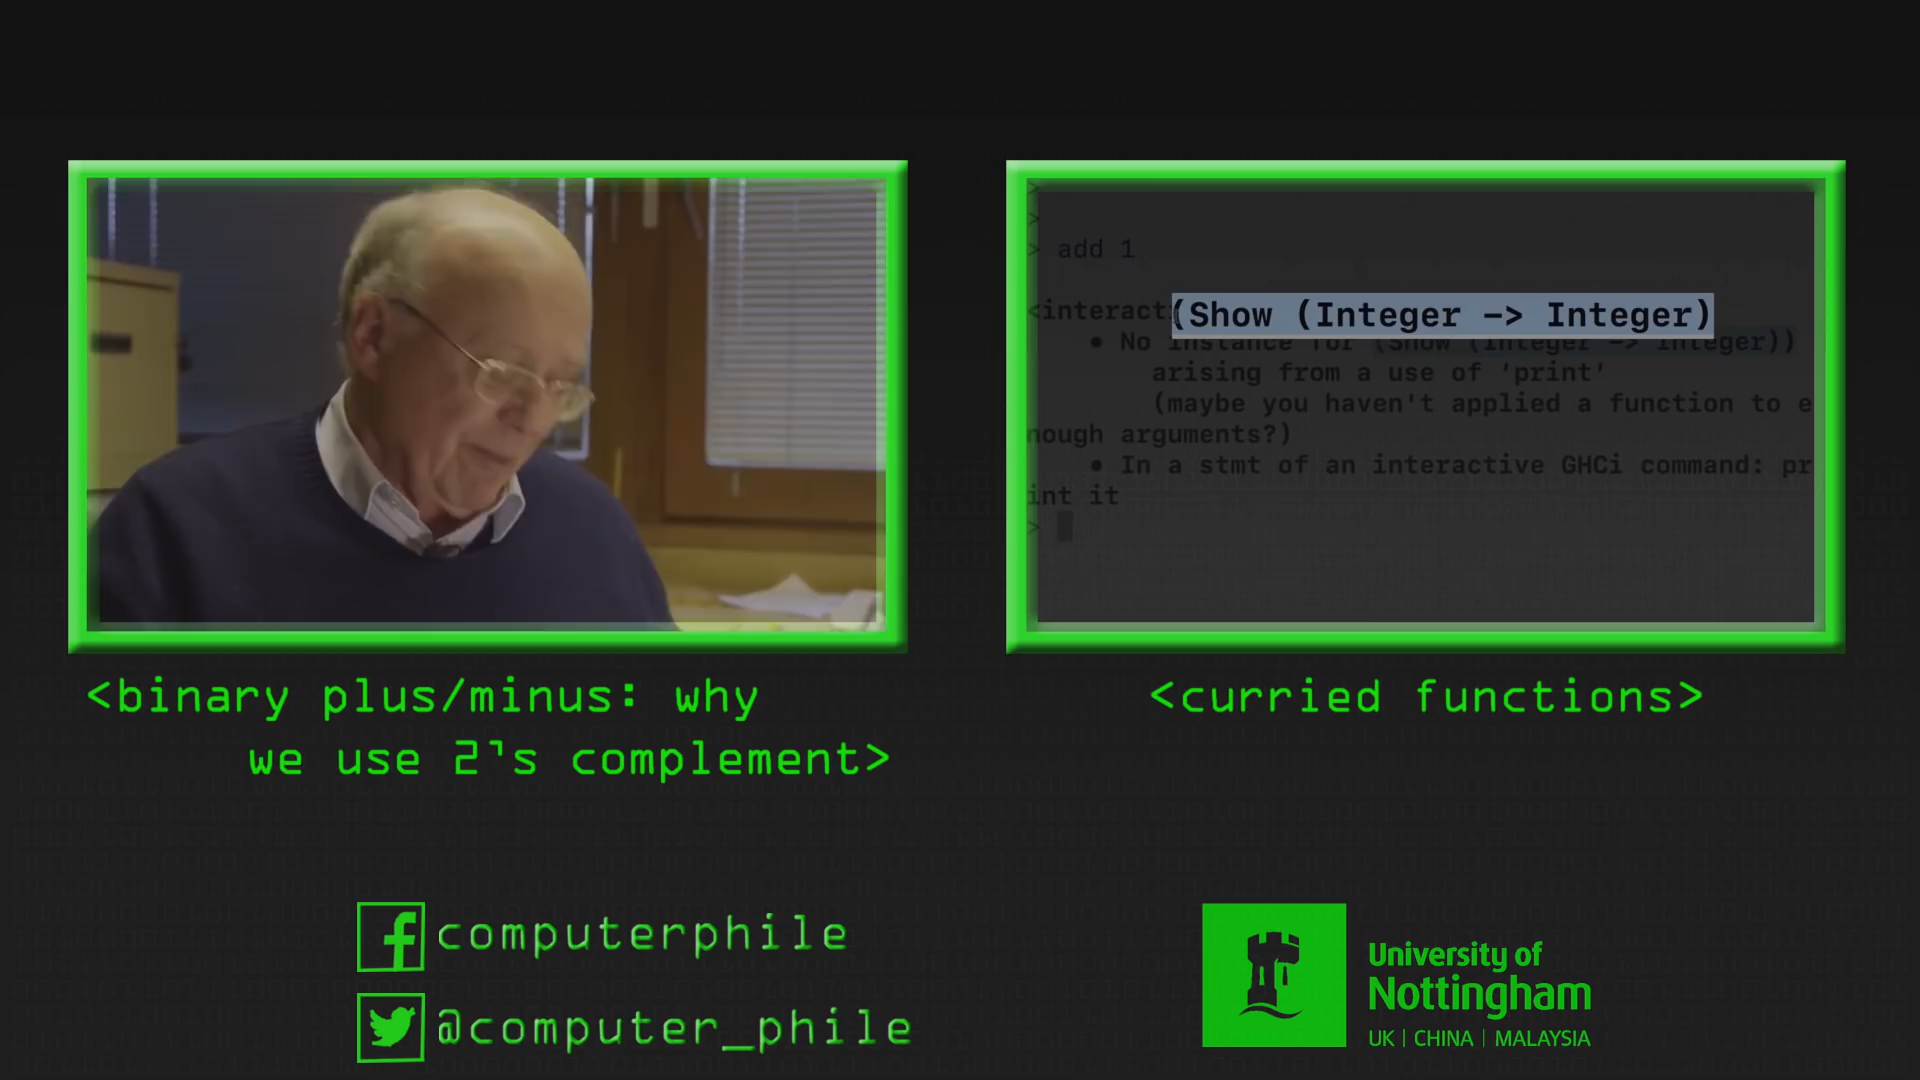 >
>
> add 1
<interact
(Show (Integer -> Integer)
• No instance for (Show (Integer -> Integer))
arising from a use of ‘print’
(maybe you haven't applied a function to e
nough arguments?)
• In a stmt of an interactive GHCi command: pr
int it
>
<binary plus/minus: why
we use 2's complement>
<curried functions>
computerphile
@computer_phile
University of
Nottingham
UK | CHINA | MALAYSIA